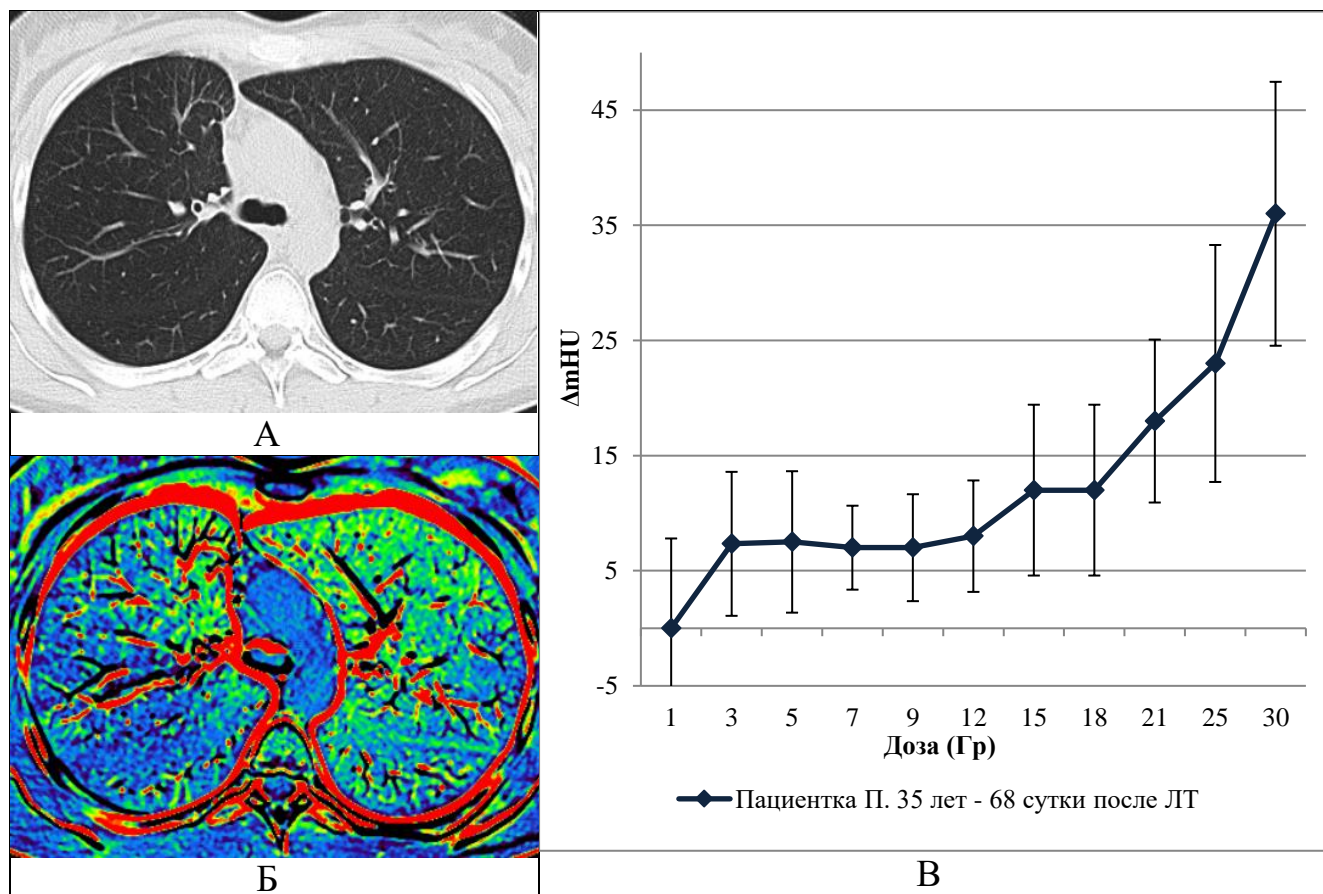 А
Б
45
35
25
15
5
-5
ΔmHU
1 3 5 7 9 12 15 18 21 25 30
Доза (Гр)
Пациентка П. 35 лет - 68 сутки после ЛТ
В